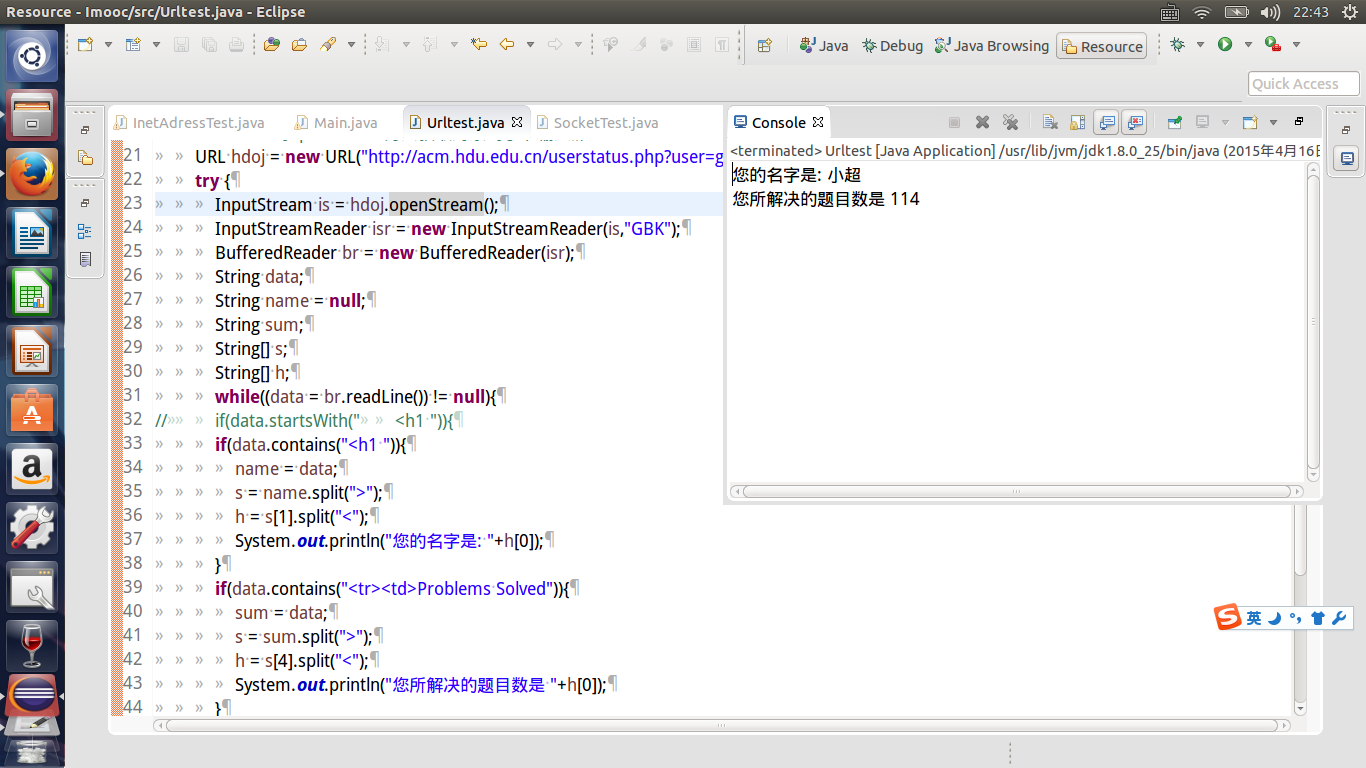 Resource - Imooc/src/Urltest.java - Eclipse
22:43
Java
Debug
Java Browsing
Resource
Quick Access
InetAdressTest.java
Main.java
Urltest.java
SocketTest.java
21 » » URL·hdoj·=·new·URL("http://acm.hdu.edu.cn/userstatus.php?user=g
22 » » try·{¶
23 » » » InputStream·is·=·hdoj.openStream();¶
24 » » » InputStreamReader·isr·=·new·InputStreamReader(is,"GBK");¶
25 » » » BufferedReader·br·=·new·BufferedReader(isr);¶
26 » » » String·data;¶
27 » » » String·name·=·null;¶
28 » » » String·sum;¶
29 » » » String[]·s;¶
30 » » » String[]·h;¶
31 » » » while((data·=·br.readLine())·!=·null){¶
32 //»» » if(data.startsWith("» » <h1·")){¶
33 » » » if(data.contains("<h1·")){¶
34 » » » » name·=·data;¶
35 » » » » s·=·name.split(">");¶
36 » » » » h·=·s[1].split("<");¶
37 » » » » System.out.println("您的名字是:·"+h[0]);¶
38 » » » }¶
39 » » » if(data.contains("<tr><td>Problems·Solved")){¶
40 » » » » sum·=·data;¶
41 » » » » s·=·sum.split(">");¶
42 » » » » h·=·s[4].split("<");¶
43 » » » » System.out.println("您所解决的题目数是·"+h[0]);¶
44 » » » }¶
Console
<terminated> Urltest [Java Application] /usr/lib/jvm/jdk1.8.0_25/bin/java (2015年4月16日
您的名字是: 小超
您所解决的题目数是 114
英